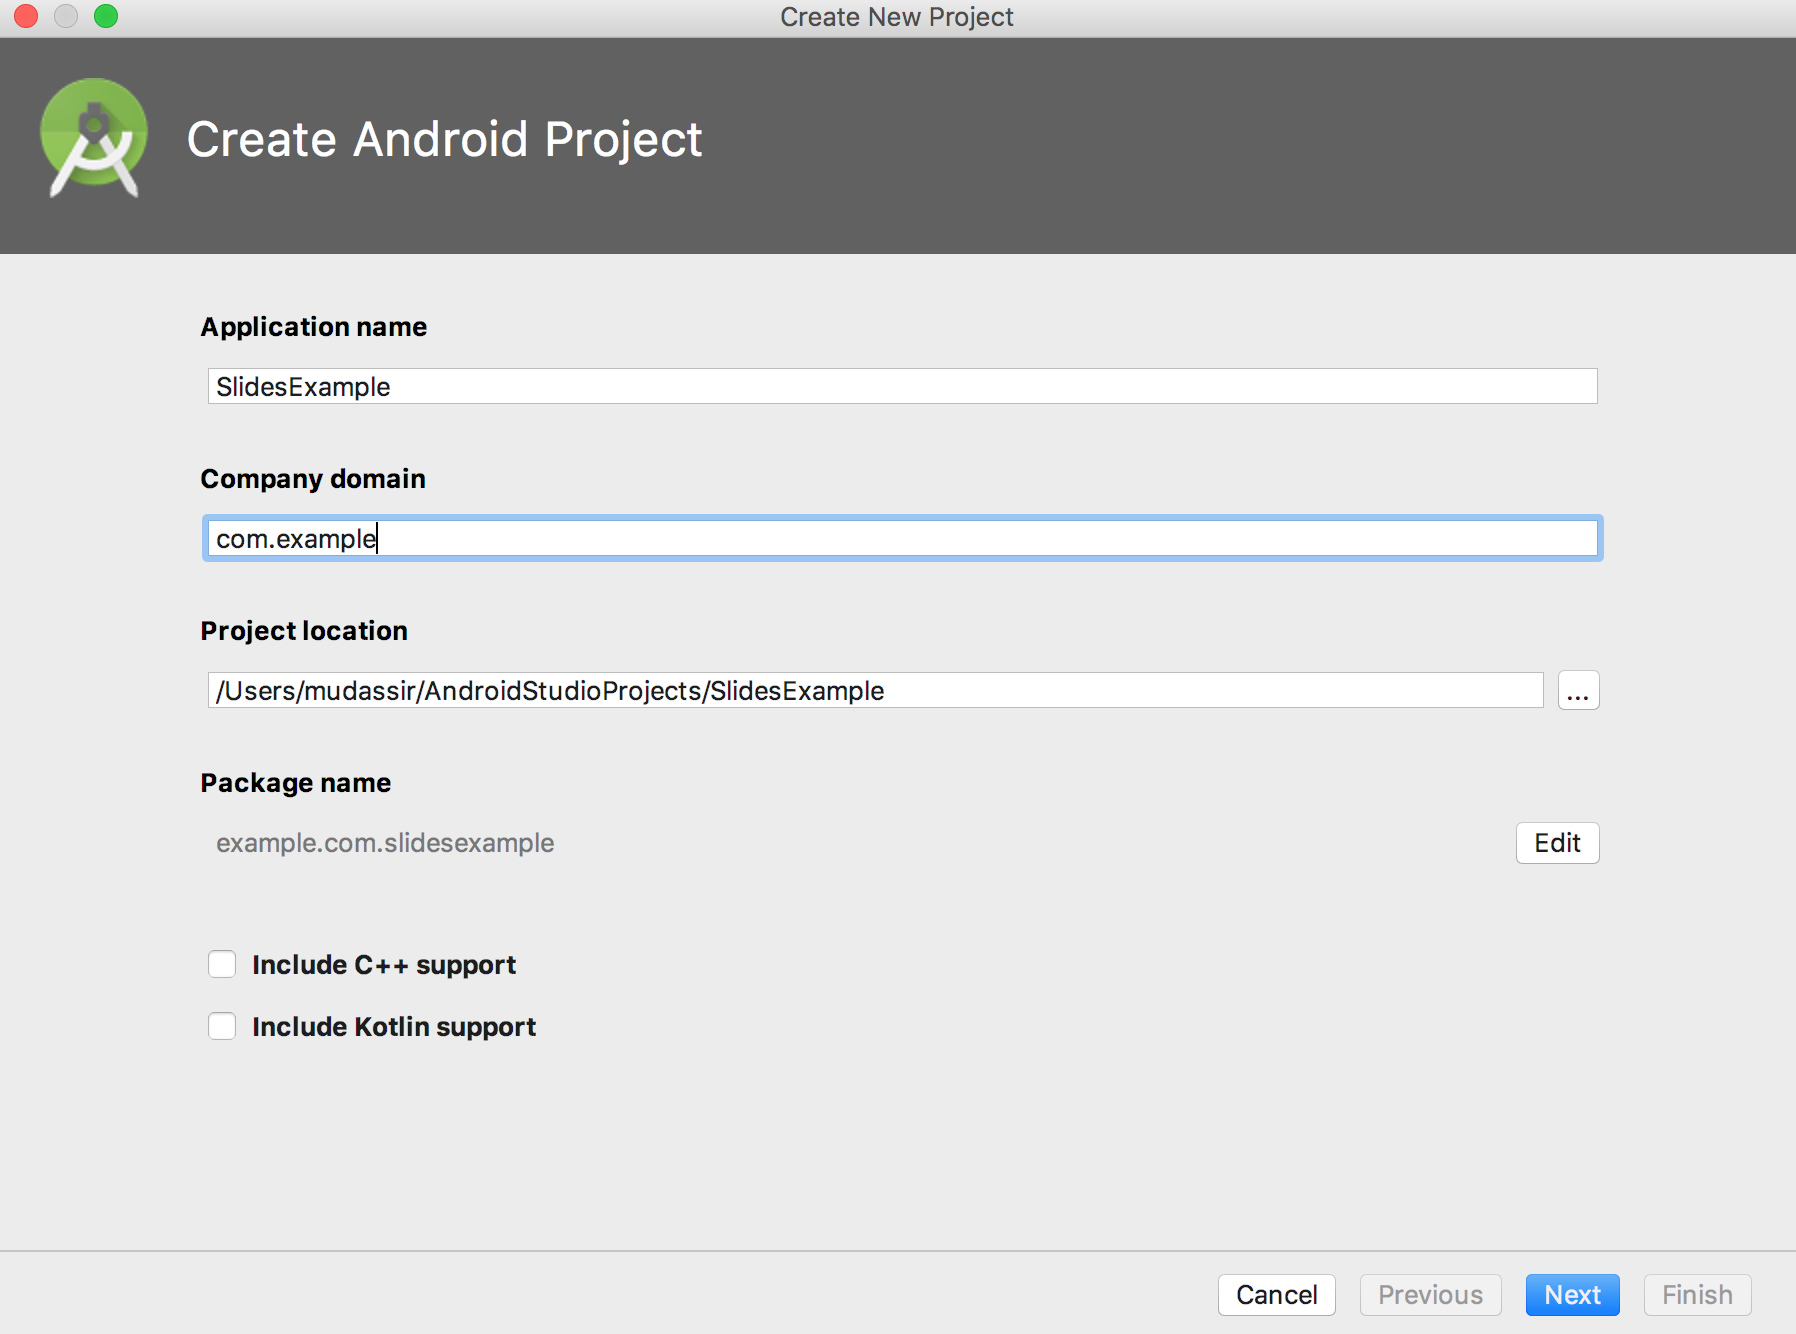 Create New Project
Create Android Project
Application name
SlidesExample
Company domain
com.example
Project location
/Users/mudassir/AndroidStudioProjects/SlidesExample
...
Package name
example.com.slidesexample
Edit
Include C++ support
Include Kotlin support
Cancel Previous Next Finish